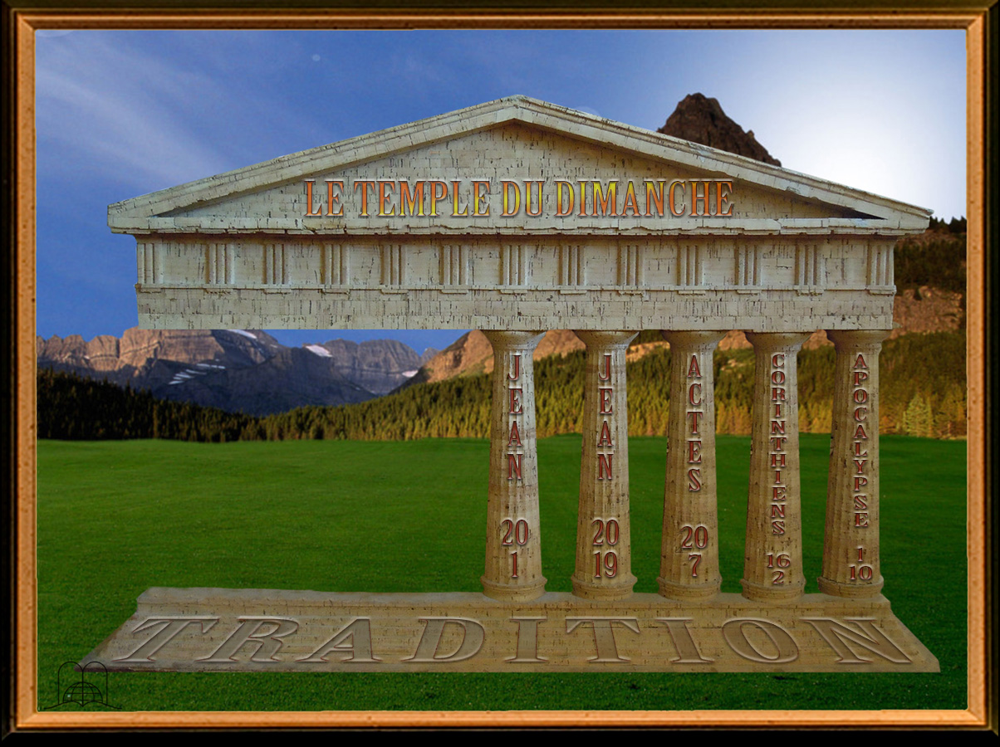 LE TEMPLE DU DIMANCHE
JEAN 20 1
JEAN 20 19
ACTES 20 7
CORINTHIENS 16 2
APOCALYPSE 1 10
TRADITION